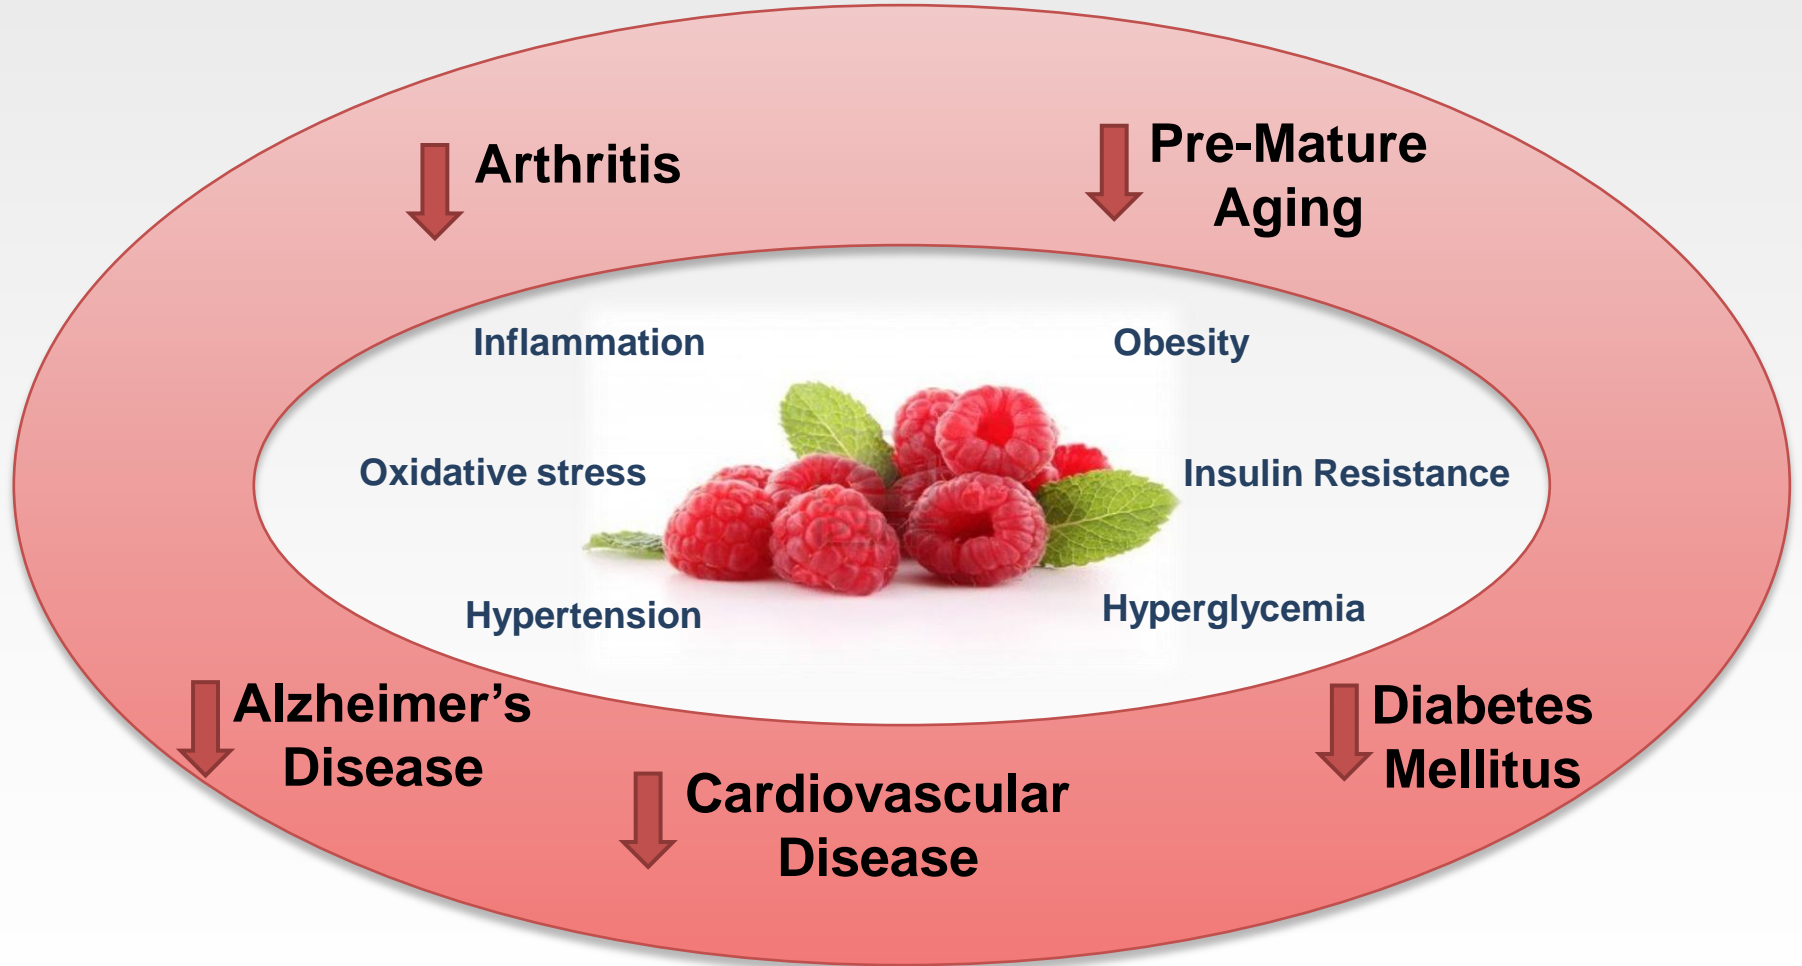 Arthritis
Pre-Mature
Aging
Inflammation
Obesity
Oxidative stress
Insulin Resistance
Hypertension
Hyperglycemia
Alzheimer’s
Disease
Diabetes
Mellitus
Cardiovascular
Disease